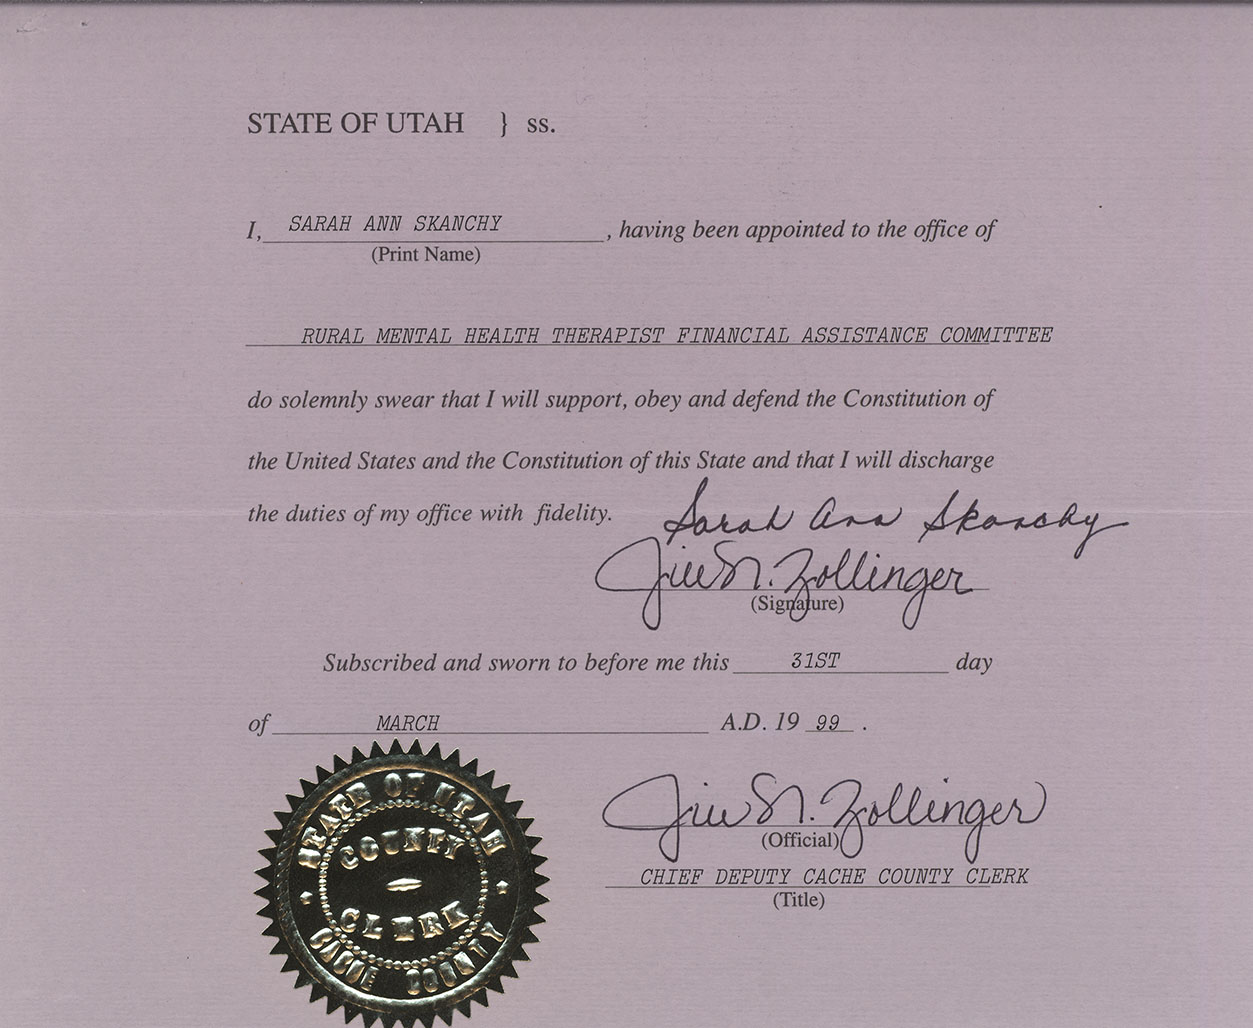 STATE OF UTAH } ss.
I, SARAH ANN SKANCHY , having been appointed to the office of
(Print Name)
RURAL MENTAL HEALTH THERAPIST FINANCIAL ASSISTANCE COMMITTEE
do solemnly swear that I will support, obey and defend the Constitution of
the United States and the Constitution of this State and that I will discharge
the duties of my office with fidelity. Sarah Ann Skanchy
Jill N. Zollinger
(Signature)
Subscribed and sworn to before me this 31ST day
of MARCH A.D. 19 99 .
Jill N. Zollinger
(Official)
CHIEF DEPUTY CACHE COUNTY CLERK
(Title)
STATE OF UTAH
COUNTY
CLERK
CACHE COUNTY